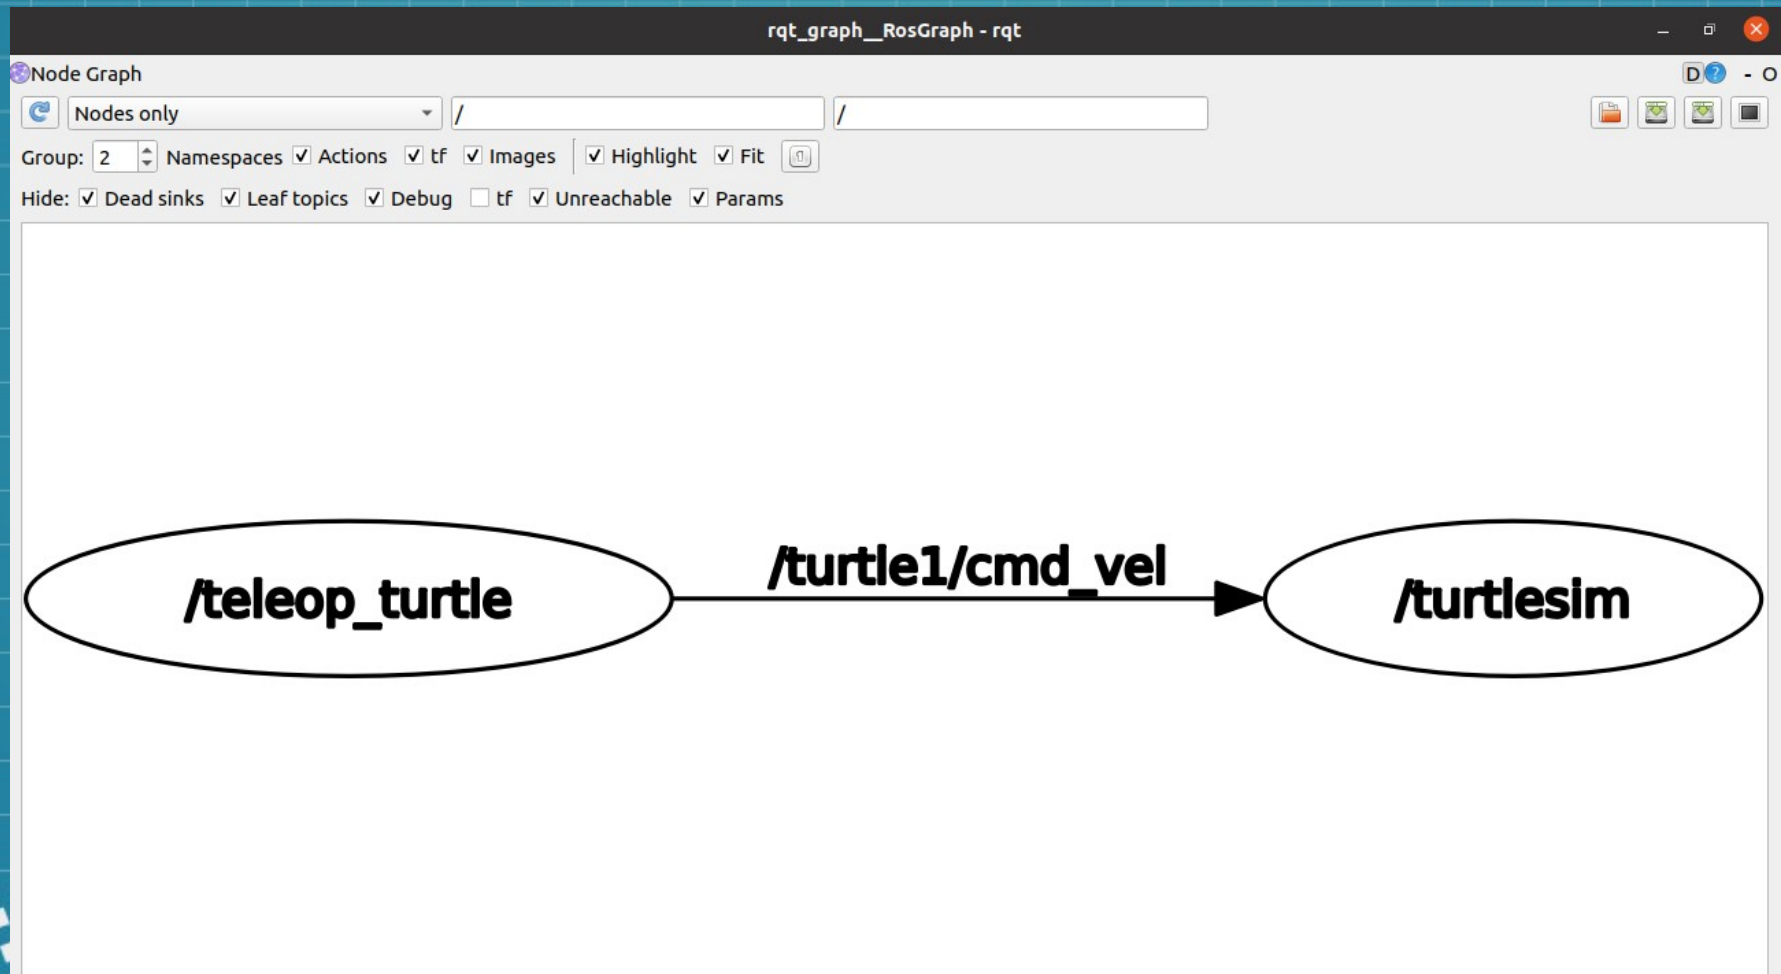 rqt_graph__RosGraph - rqt
Node Graph D ? - O
Nodes only / /
Group: 2 Namespaces Actions tf Images Highlight Fit
Hide: Dead sinks Leaf topics Debug tf Unreachable Params
/turtle1/cmd_vel
/teleop_turtle /turtlesim